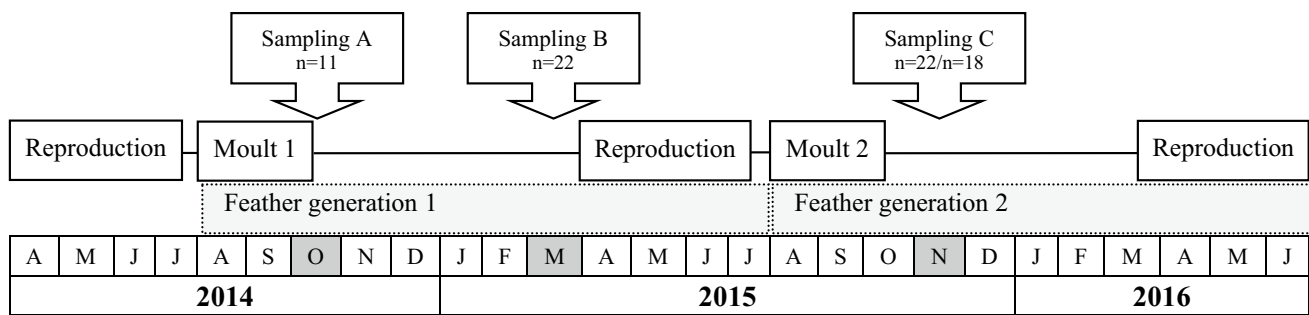 Sampling A
n=11
Sampling B
n=22
Sampling C
n=22/n=18
Reproduction
Moult 1
Reproduction
Moult 2
Reproduction
Feather generation 1
Feather generation 2
A M J J A S O N D J F M A M J J A S O N D J F M A M J
2014 2015 2016